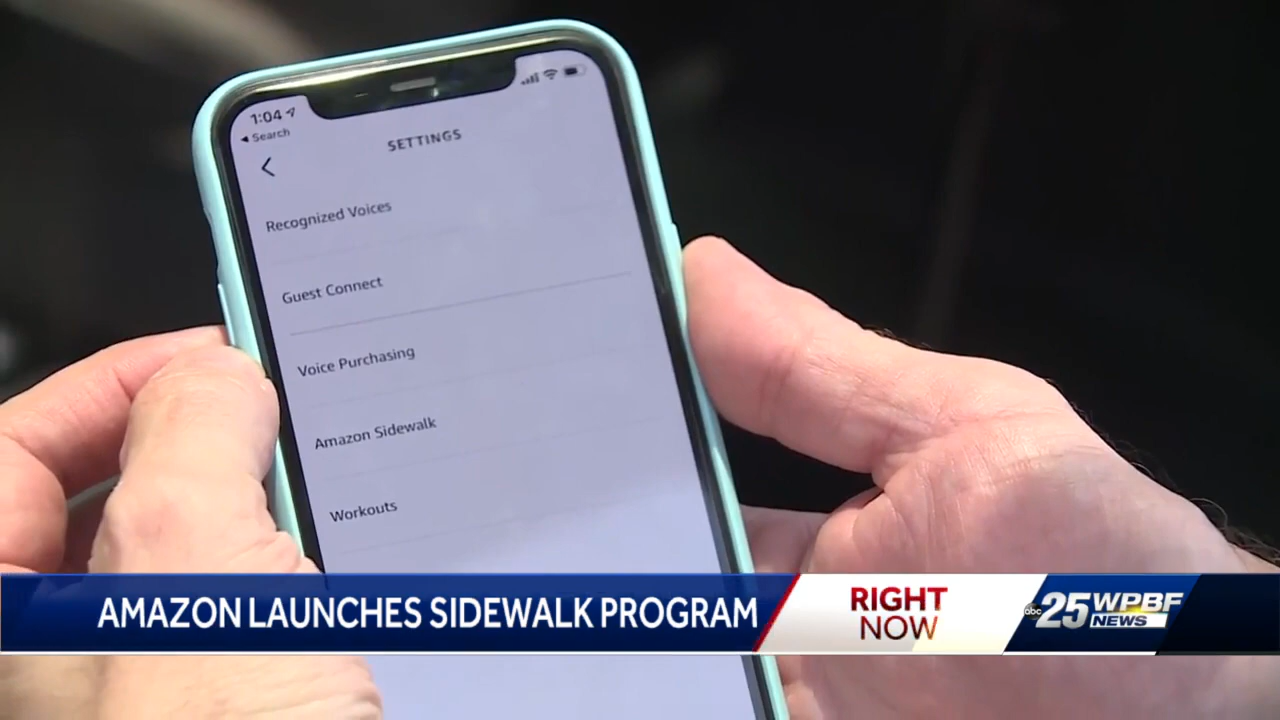 1:04
Search
SETTINGS
Recognized Voices
Guest Connect
Voice Purchasing
Amazon Sidewalk
Workouts
AMAZON LAUNCHES SIDEWALK PROGRAM
RIGHT NOW
abc 25 WPBF NEWS